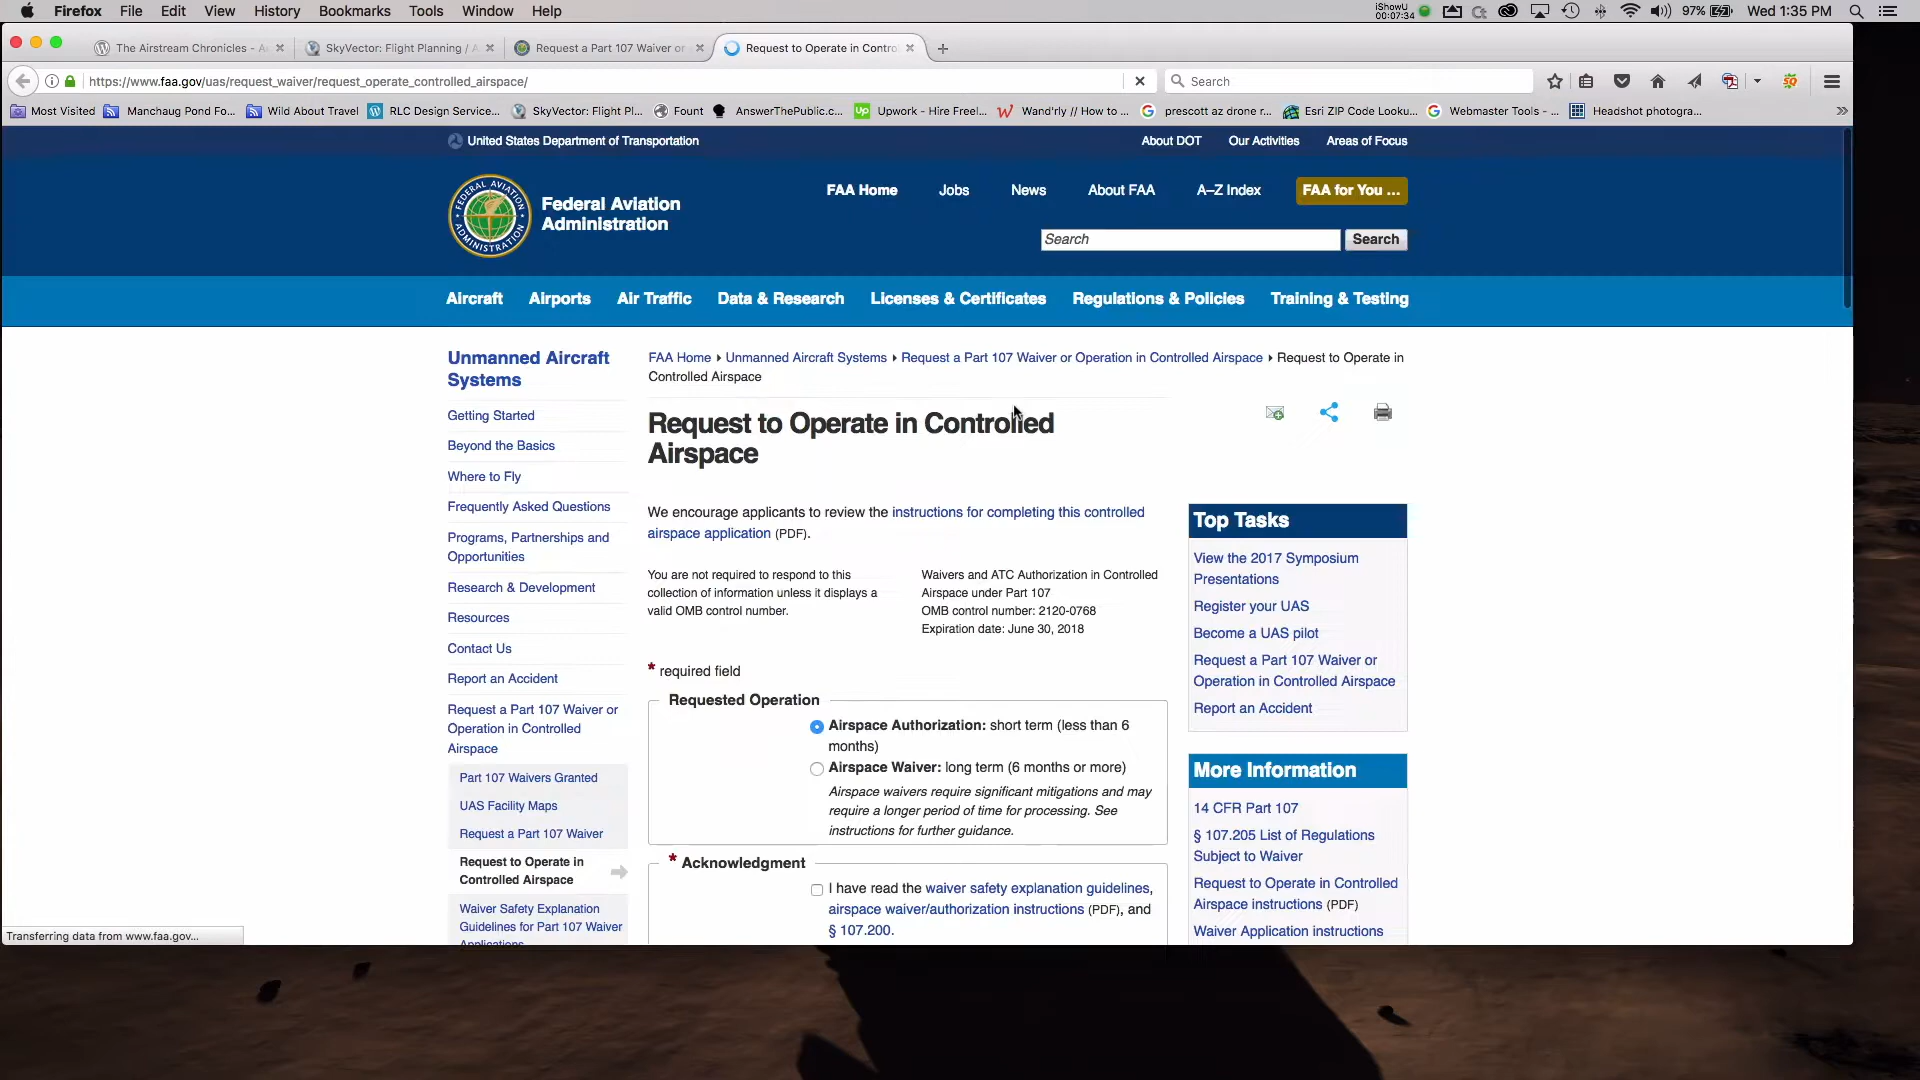 Firefox File Edit View History Bookmarks Tools Window Help
iShowU
00:07:34
97% Wed 1:35 PM
The Airstream Chronicles - A
SkyVector: Flight Planning / A
Request a Part 107 Waiver or
Request to Operate in Contro
https://www.faa.gov/uas/request_waiver/request_operate_controlled_airspace/
Search
Most Visited Manchaug Pond Fo... Wild About Travel RLC Design Service... SkyVector: Flight Pl... Fount AnswerThePublic.c... Upwork - Hire Freel... Wand'rly // How to ... prescott az drone r... Esri ZIP Code Looku... Webmaster Tools - ... Headshot photogra...
United States Department of Transportation
About DOT Our Activities Areas of Focus
FEDERAL AVIATION ADMINISTRATION
Federal Aviation
Administration
FAA Home Jobs News About FAA A–Z Index FAA for You ...
Search Search
Aircraft Airports Air Traffic Data & Research Licenses & Certificates Regulations & Policies Training & Testing
Unmanned Aircraft
Systems
Getting Started
Beyond the Basics
Where to Fly
Frequently Asked Questions
Programs, Partnerships and
Opportunities
Research & Development
Resources
Contact Us
Report an Accident
Request a Part 107 Waiver or
Operation in Controlled
Airspace
Part 107 Waivers Granted
UAS Facility Maps
Request a Part 107 Waiver
Request to Operate in
Controlled Airspace
Waiver Safety Explanation
Guidelines for Part 107 Waiver
Applications
FAA Home ▸ Unmanned Aircraft Systems ▸ Request a Part 107 Waiver or Operation in Controlled Airspace ▸ Request to Operate in
Controlled Airspace
Request to Operate in Controlled
Airspace
We encourage applicants to review the instructions for completing this controlled
airspace application (PDF).
You are not required to respond to this
collection of information unless it displays a
valid OMB control number.
Waivers and ATC Authorization in Controlled
Airspace under Part 107
OMB control number: 2120-0768
Expiration date: June 30, 2018
* required field
Requested Operation
Airspace Authorization: short term (less than 6
months)
Airspace Waiver: long term (6 months or more)
Airspace waivers require significant mitigations and may
require a longer period of time for processing. See
instructions for further guidance.
* Acknowledgment
I have read the waiver safety explanation guidelines,
airspace waiver/authorization instructions (PDF), and
§ 107.200.
Top Tasks
View the 2017 Symposium
Presentations
Register your UAS
Become a UAS pilot
Request a Part 107 Waiver or
Operation in Controlled Airspace
Report an Accident
More Information
14 CFR Part 107
§ 107.205 List of Regulations
Subject to Waiver
Request to Operate in Controlled
Airspace instructions (PDF)
Waiver Application instructions
Transferring data from www.faa.gov...